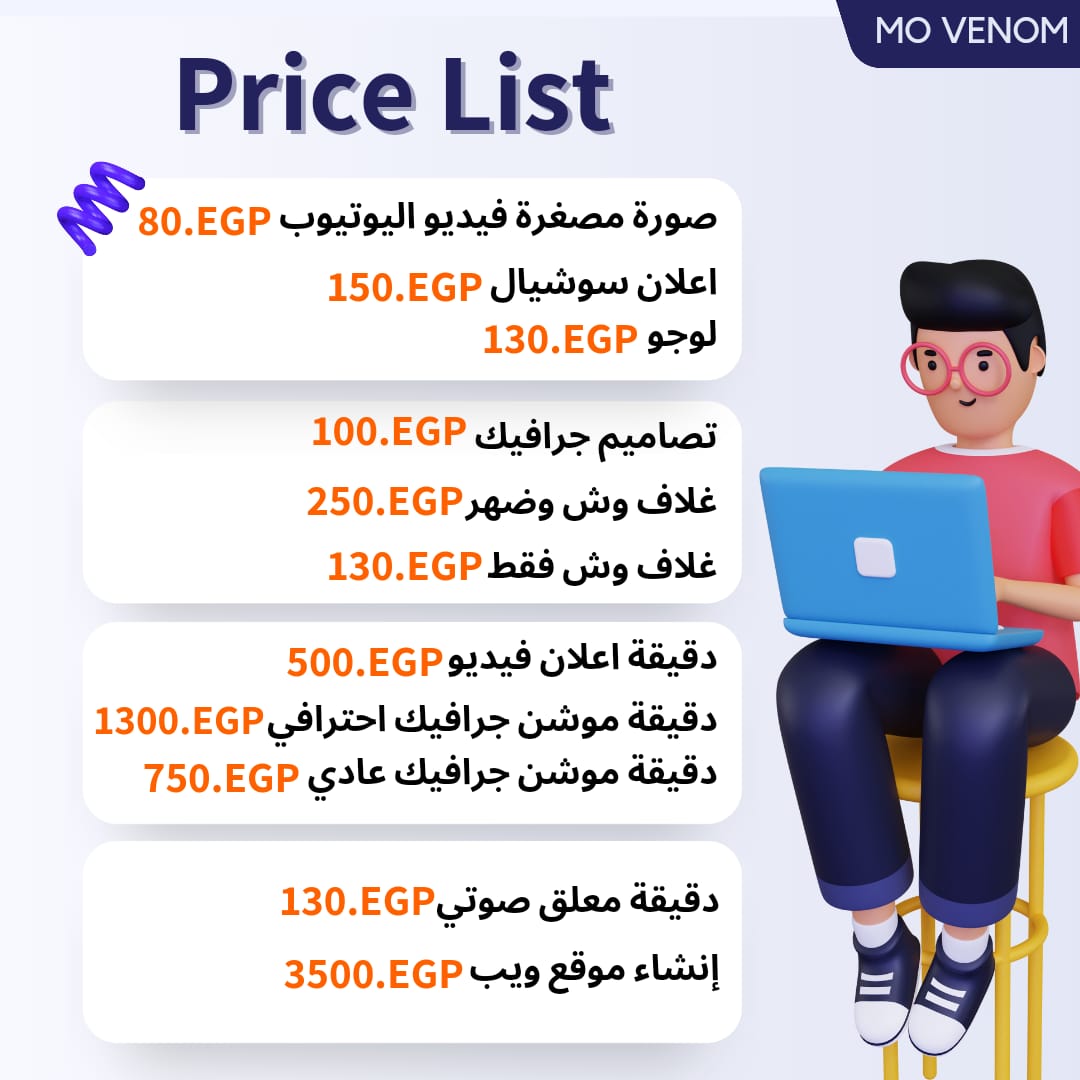 MO VENOM
Price List
صورة مصغرة فيديو اليوتيوب 80.EGP
اعلان سوشيال 150.EGP
لوجو 130.EGP
تصاميم جرافيك 100.EGP
غلاف وش وضهر 250.EGP
غلاف وش فقط 130.EGP
دقيقة اعلان فيديو 500.EGP
دقيقة موشن جرافيك احترافي 1300.EGP
دقيقة موشن جرافيك عادي 750.EGP
دقيقة معلق صوتي 130.EGP
إنشاء موقع ويب 3500.EGP